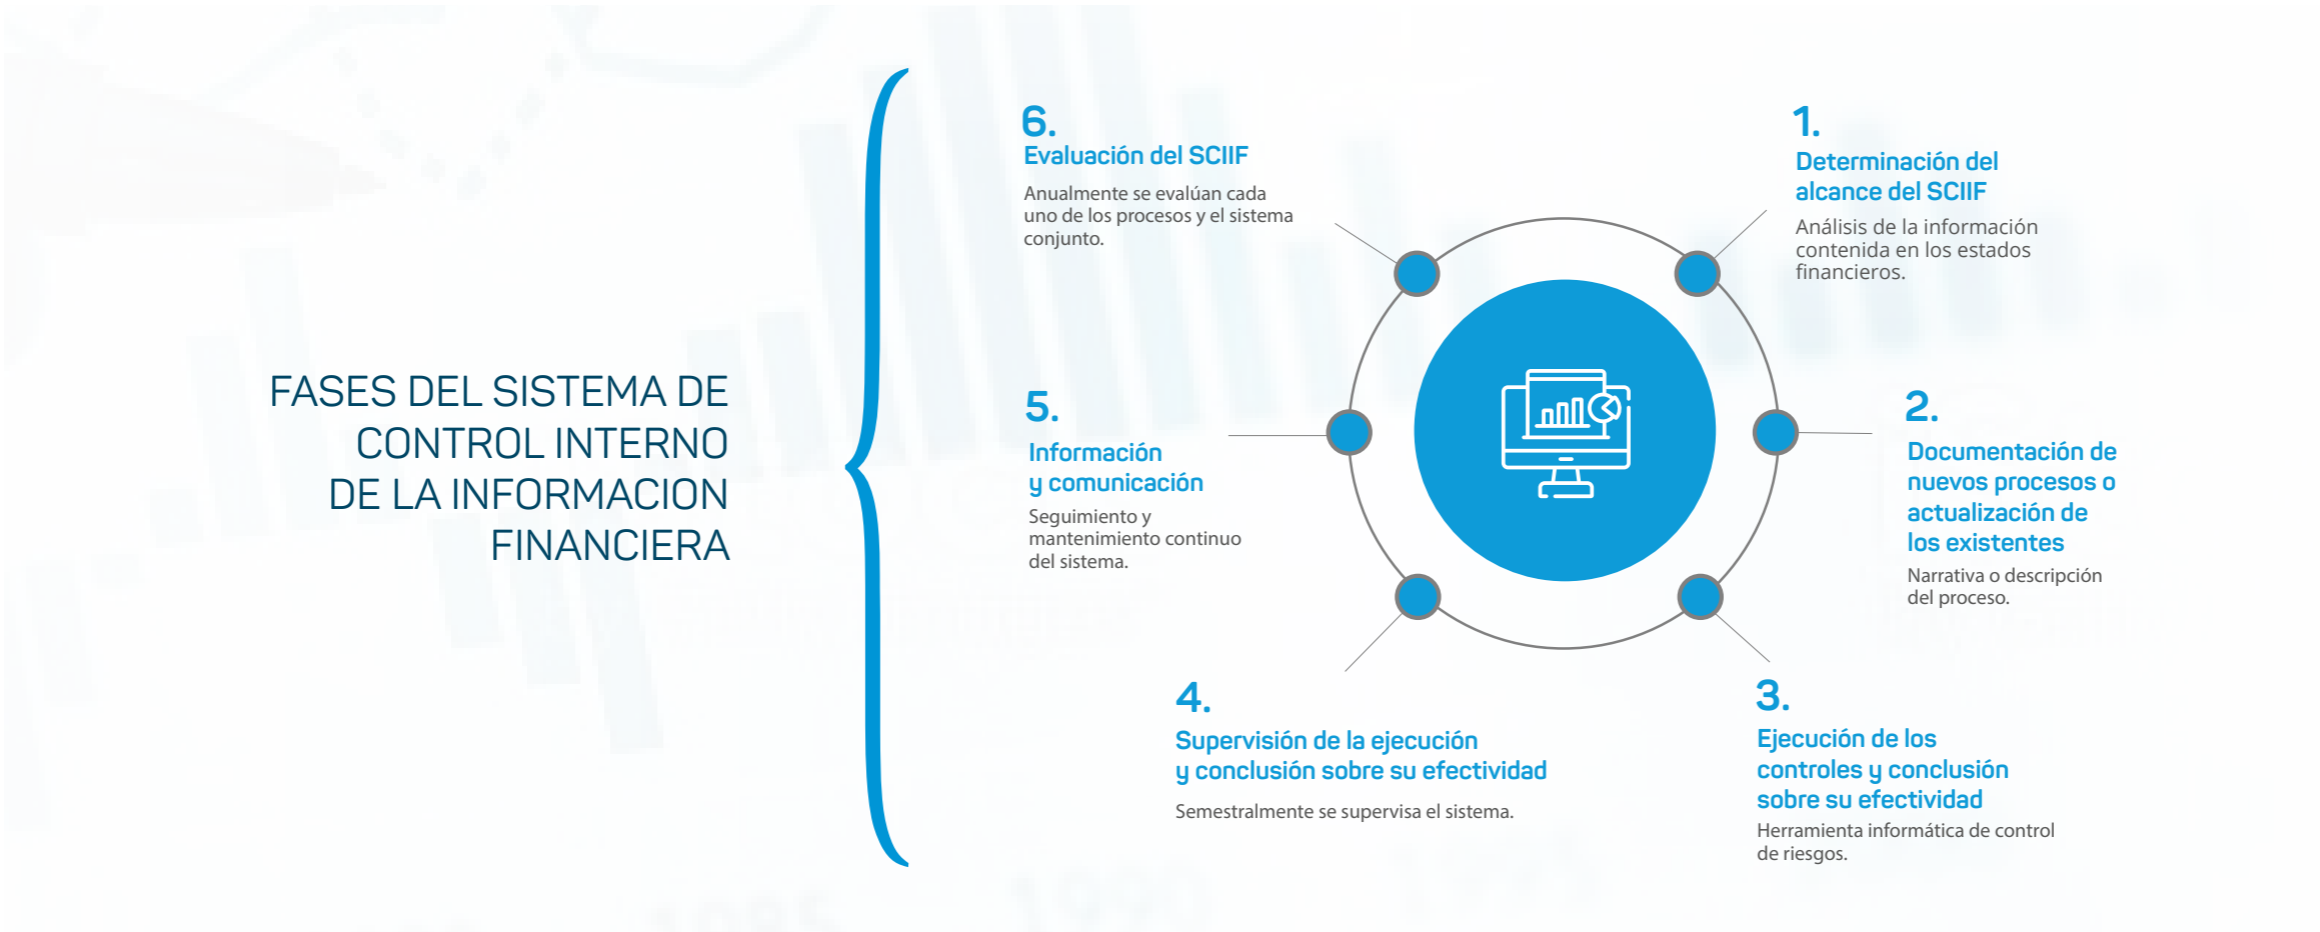 FASES DEL SISTEMA DE
CONTROL INTERNO
DE LA INFORMACION
FINANCIERA
1.
Determinación del
alcance del SCIIF
Análisis de la información
contenida en los estados
financieros.
2.
Documentación de
nuevos procesos o
actualización de
los existentes
Narrativa o descripción
del proceso.
3.
Ejecución de los
controles y conclusión
sobre su efectividad
Herramienta informática de control
de riesgos.
4.
Supervisión de la ejecución
y conclusión sobre su efectividad
Semestralmente se supervisa el sistema.
5.
Información
y comunicación
Seguimiento y
mantenimiento continuo
del sistema.
6.
Evaluación del SCIIF
Anualmente se evalúan cada
uno de los procesos y el sistema
conjunto.